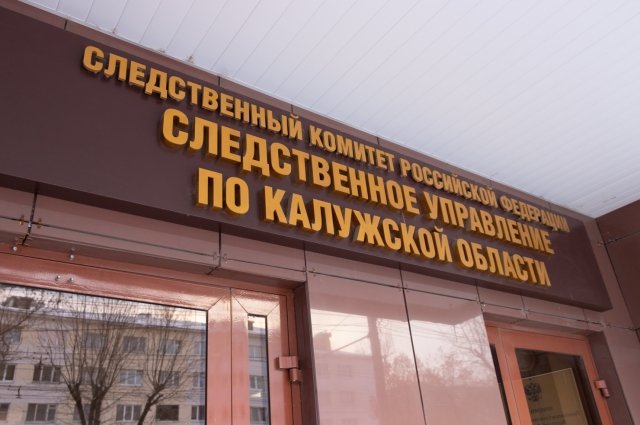 СЛЕДСТВЕННЫЙ КОМИТЕТ РОССИЙСКОЙ ФЕДЕРАЦИИ
СЛЕДСТВЕННОЕ УПРАВЛЕНИЕ
ПО КАЛУЖСКОЙ ОБЛАСТИ